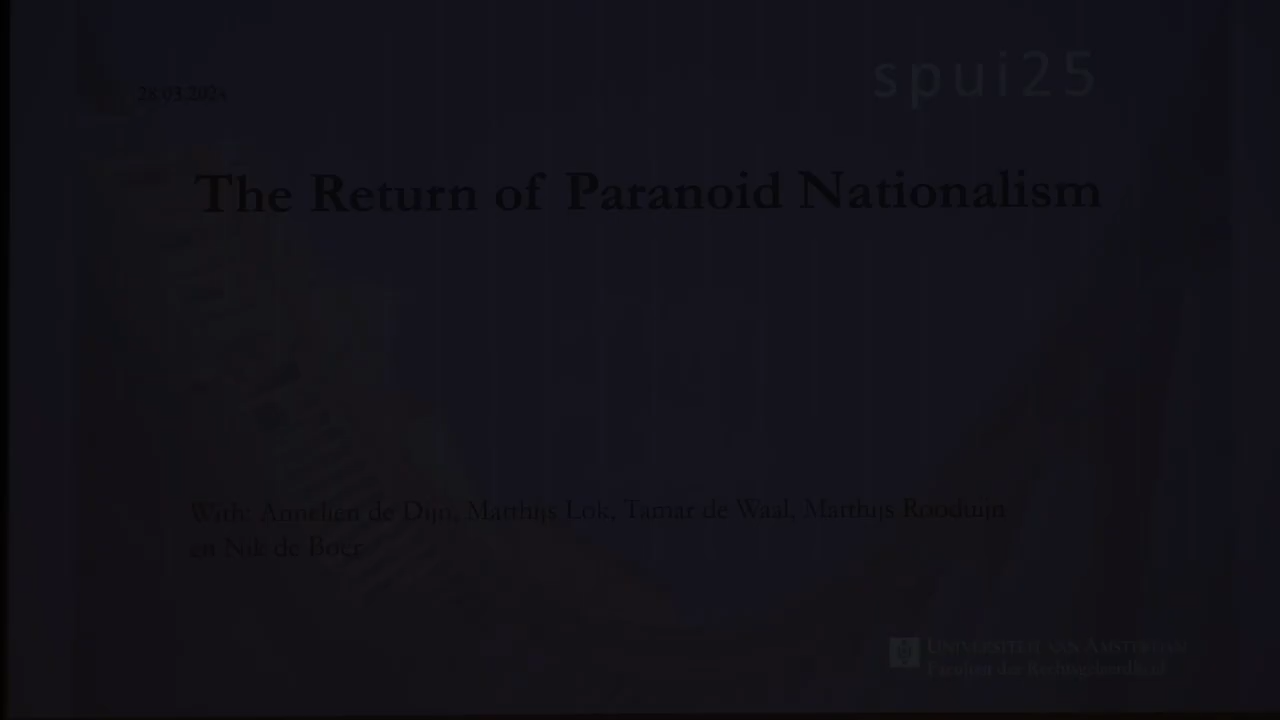 spui25
28.03.2024
The Return of Paranoid Nationalism
With: Annelien de Dijn, Matthijs Lok, Tamar de Waal, Matthijs Rooduijn
en Nik de Boer
UNIVERSITEIT VAN AMSTERDAM
Faculteit der Rechtsgeleerdheid